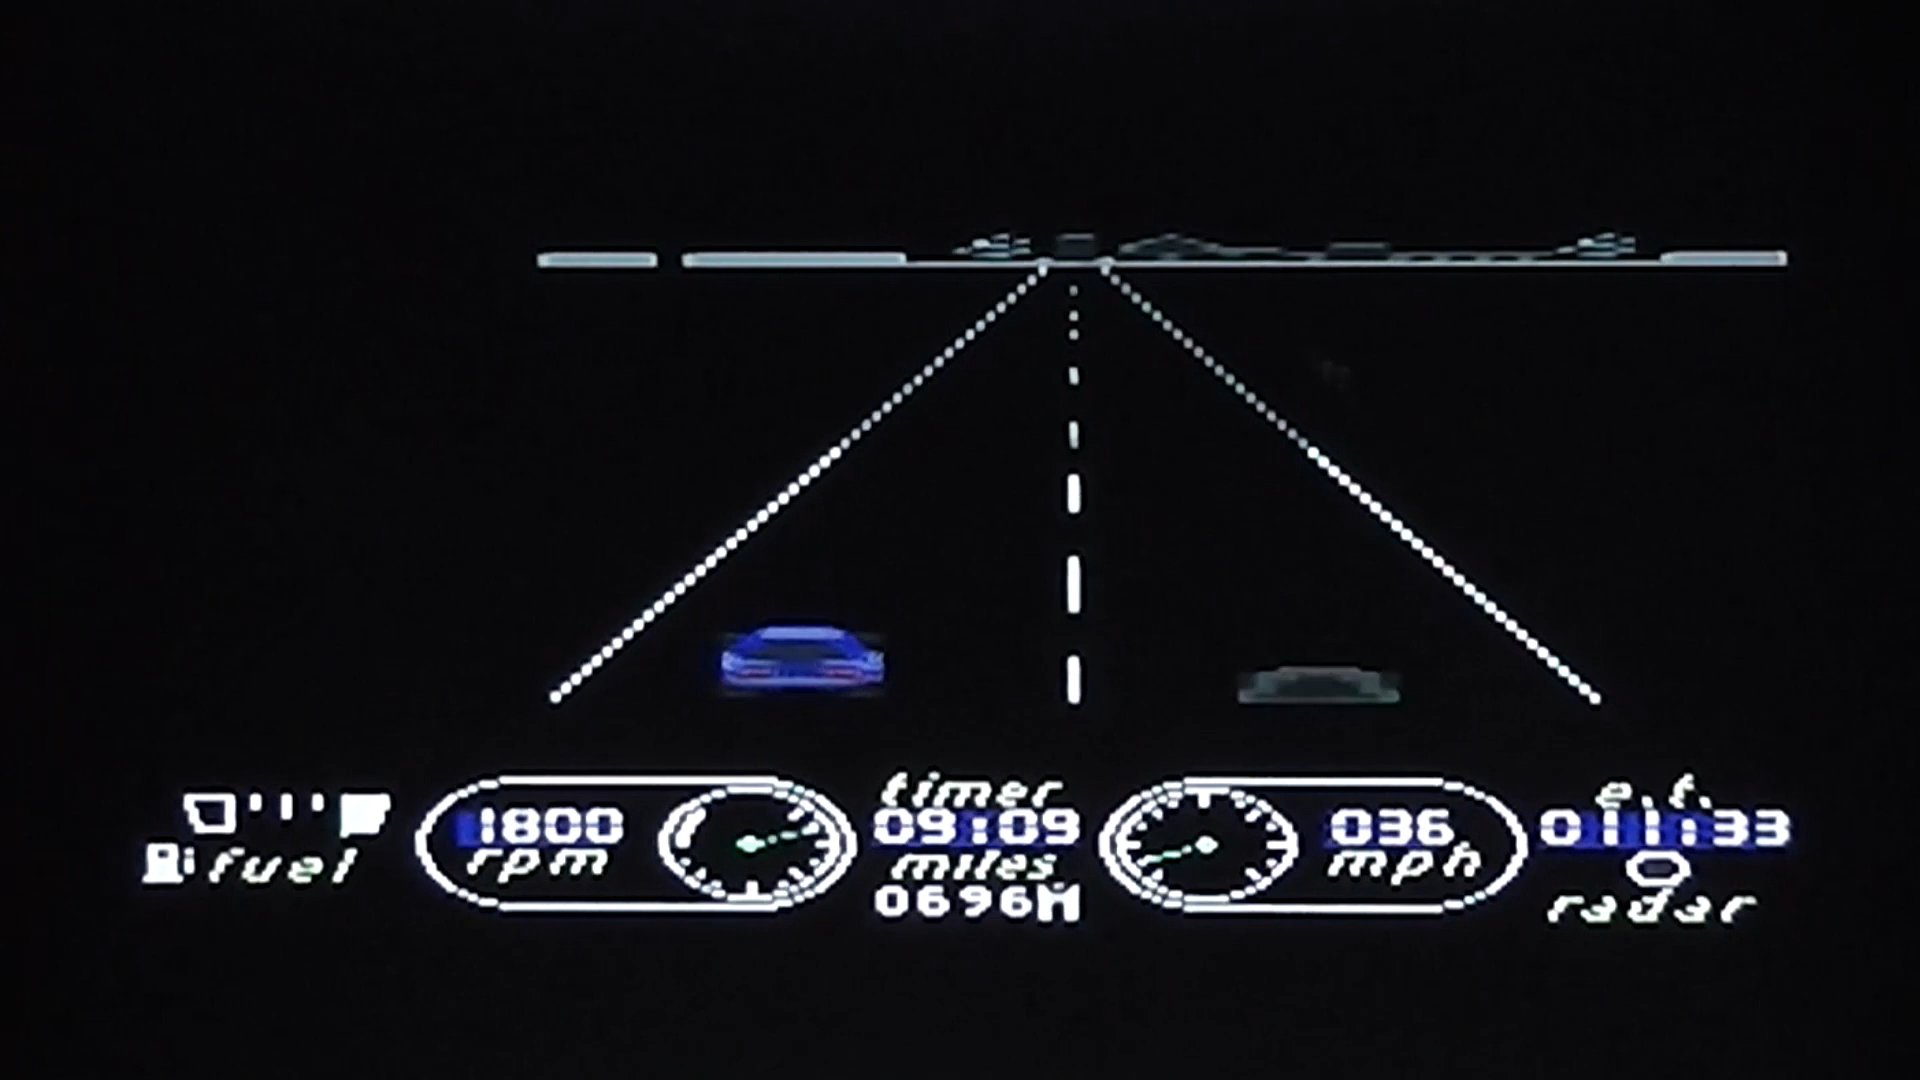 fuel
1800
rpm
timer
09:09
miles
0696M
036
mph
e.t.
011:33
radar